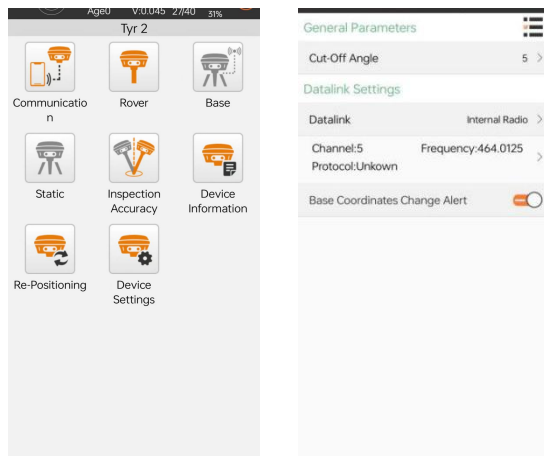 Age0 V:0.045 27/40 31%
Tyr 2
Communicatio
n
Rover
Base
Static
Inspection
Accuracy
Device
Information
Re-Positioning
Device
Settings
General Parameters
Cut-Off Angle 5
Datalink Settings
Datalink Internal Radio
Channel:5 Frequency:464.0125
Protocol:Unkown
Base Coordinates Change Alert